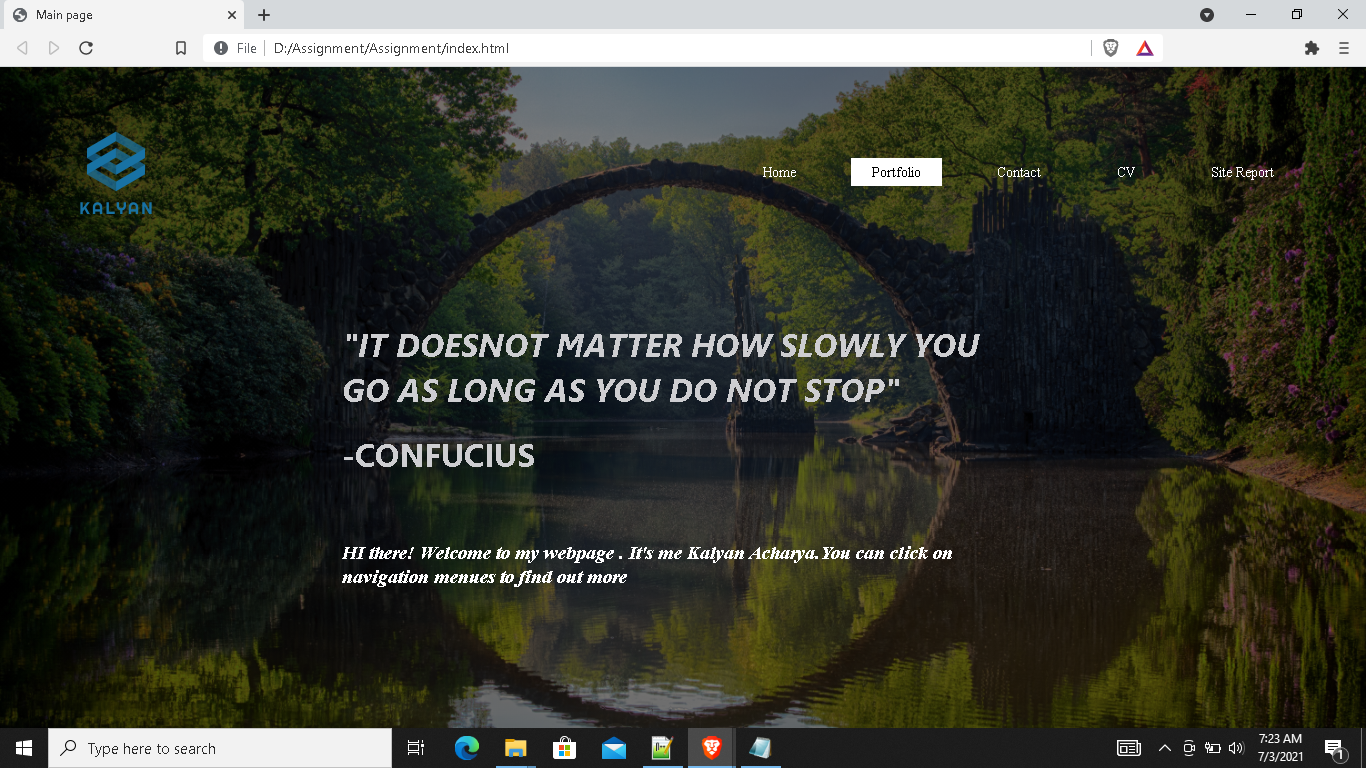 Main page
File
D:/Assignment/Assignment/index.html
KALYAN
Home Portfolio Contact CV Site Report
"IT DOESNOT MATTER HOW SLOWLY YOU
GO AS LONG AS YOU DO NOT STOP"
-CONFUCIUS
HI there! Welcome to my webpage . It's me Kalyan Acharya.You can click on
navigation menues to find out more
Type here to search
7:23 AM
7/3/2021
1